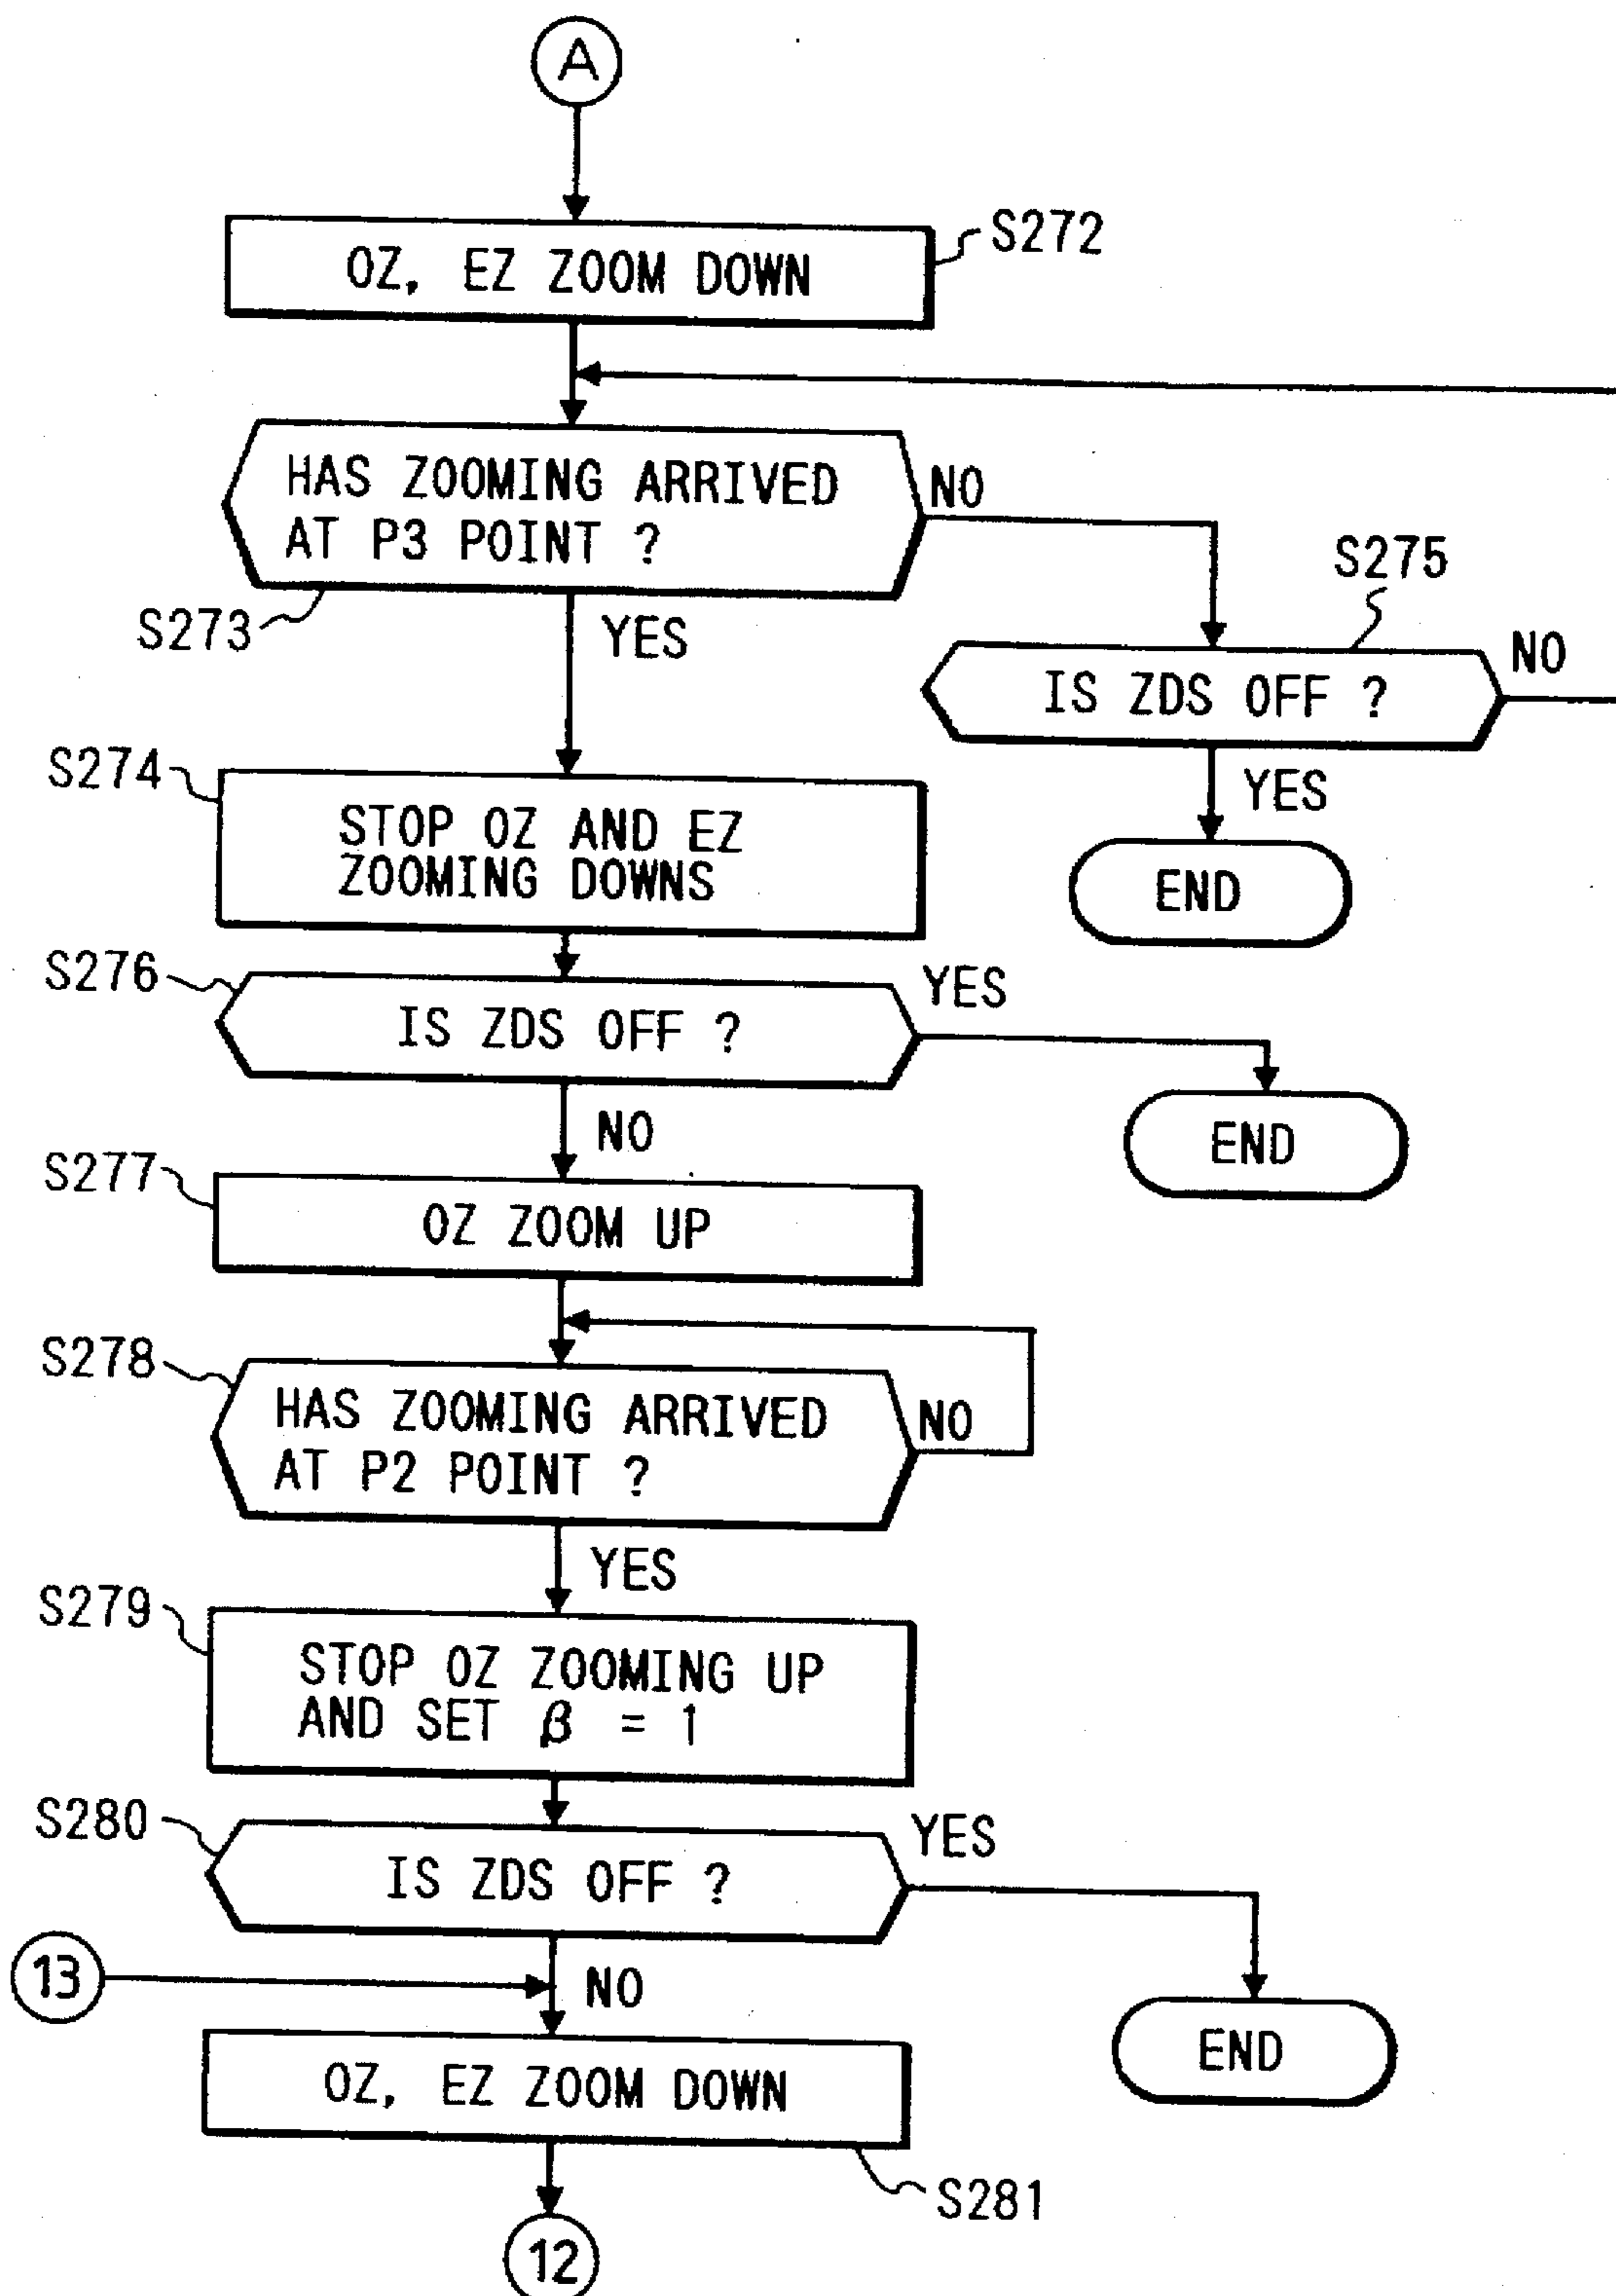 A
OZ, EZ ZOOM DOWN
S272
HAS ZOOMING ARRIVED
AT P3 POINT ?
NO
S273
YES
S275
IS ZDS OFF ?
NO
YES
END
S274
STOP OZ AND EZ
ZOOMING DOWNS
S276
IS ZDS OFF ?
YES
END
NO
S277
OZ ZOOM UP
S278
HAS ZOOMING ARRIVED
AT P2 POINT ?
NO
YES
S279
STOP OZ ZOOMING UP
AND SET β = 1
S280
IS ZDS OFF ?
YES
END
13
NO
OZ, EZ ZOOM DOWN
S281
12